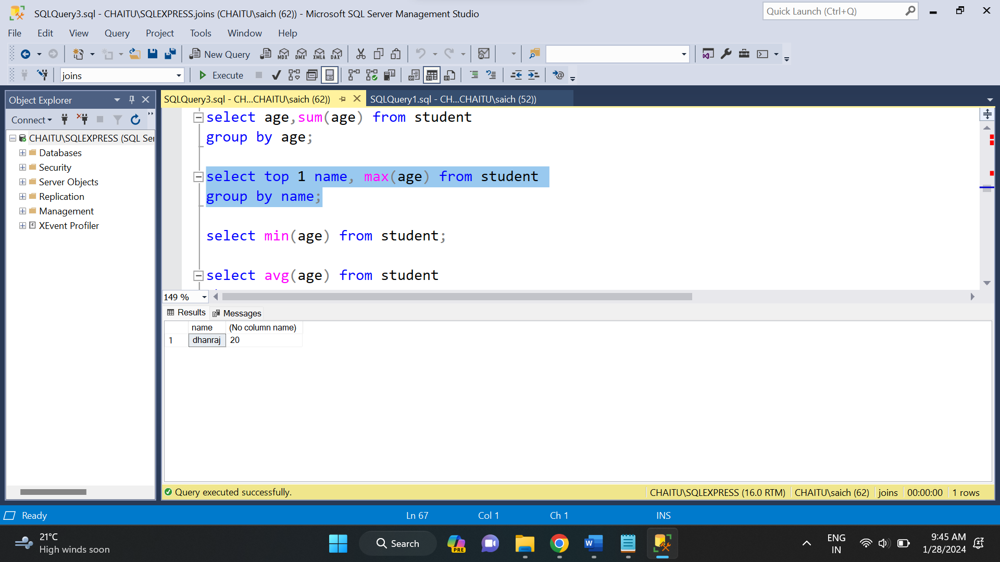 SQLQuery3.sql - CHAITU\SQLEXPRESS.joins (CHAITU\saich (62)) - Microsoft SQL Server Management Studio
Quick Launch (Ctrl+Q)
File Edit View Query Project Tools Window Help
New Query MDX DMX XMLA DAX
joins Execute
Object Explorer
SQLQuery3.sql - CH...CHAITU\saich (62)) SQLQuery1.sql - CH...CHAITU\saich (52))
Connect
CHAITU\SQLEXPRESS (SQL Ser
Databases
Security
Server Objects
Replication
Management
XEvent Profiler
select age,sum(age) from student
group by age;
select top 1 name, max(age) from student
group by name;
select min(age) from student;
select avg(age) from student
149 %
Results Messages
name (No column name)
1 dhanraj 20
Query executed successfully. CHAITU\SQLEXPRESS (16.0 RTM) CHAITU\saich (62) joins 00:00:00 1 rows
Ready Ln 67 Col 1 Ch 1 INS
21°C
High winds soon
Search
PRE
W
ENG
IN
9:45 AM
1/28/2024